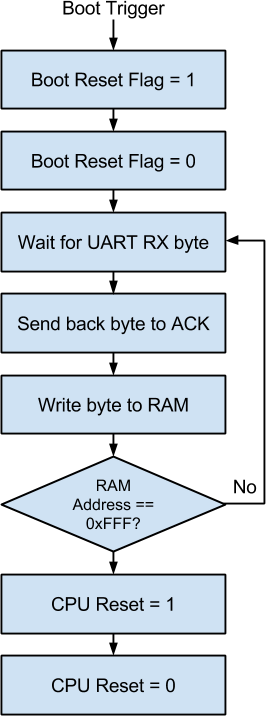 Boot Trigger
Boot Reset Flag = 1
Boot Reset Flag = 0
Wait for UART RX byte
Send back byte to ACK
Write byte to RAM
RAM
Address ==
0xFFF?
No
CPU Reset = 1
CPU Reset = 0